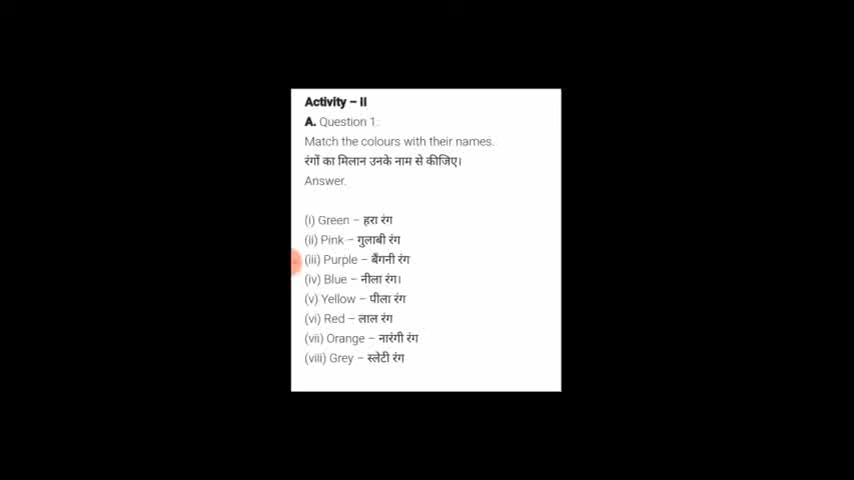 Activity – II
A. Question 1:
Match the colours with their names.
रंगों का मिलान उनके नाम से कीजिए।
Answer.
(i) Green – हरा रंग
(ii) Pink – गुलाबी रंग
(iii) Purple – बैंगनी रंग
(iv) Blue – नीला रंग।
(v) Yellow – पीला रंग
(vi) Red – लाल रंग
(vii) Orange – नारंगी रंग
(viii) Grey – स्लेटी रंग